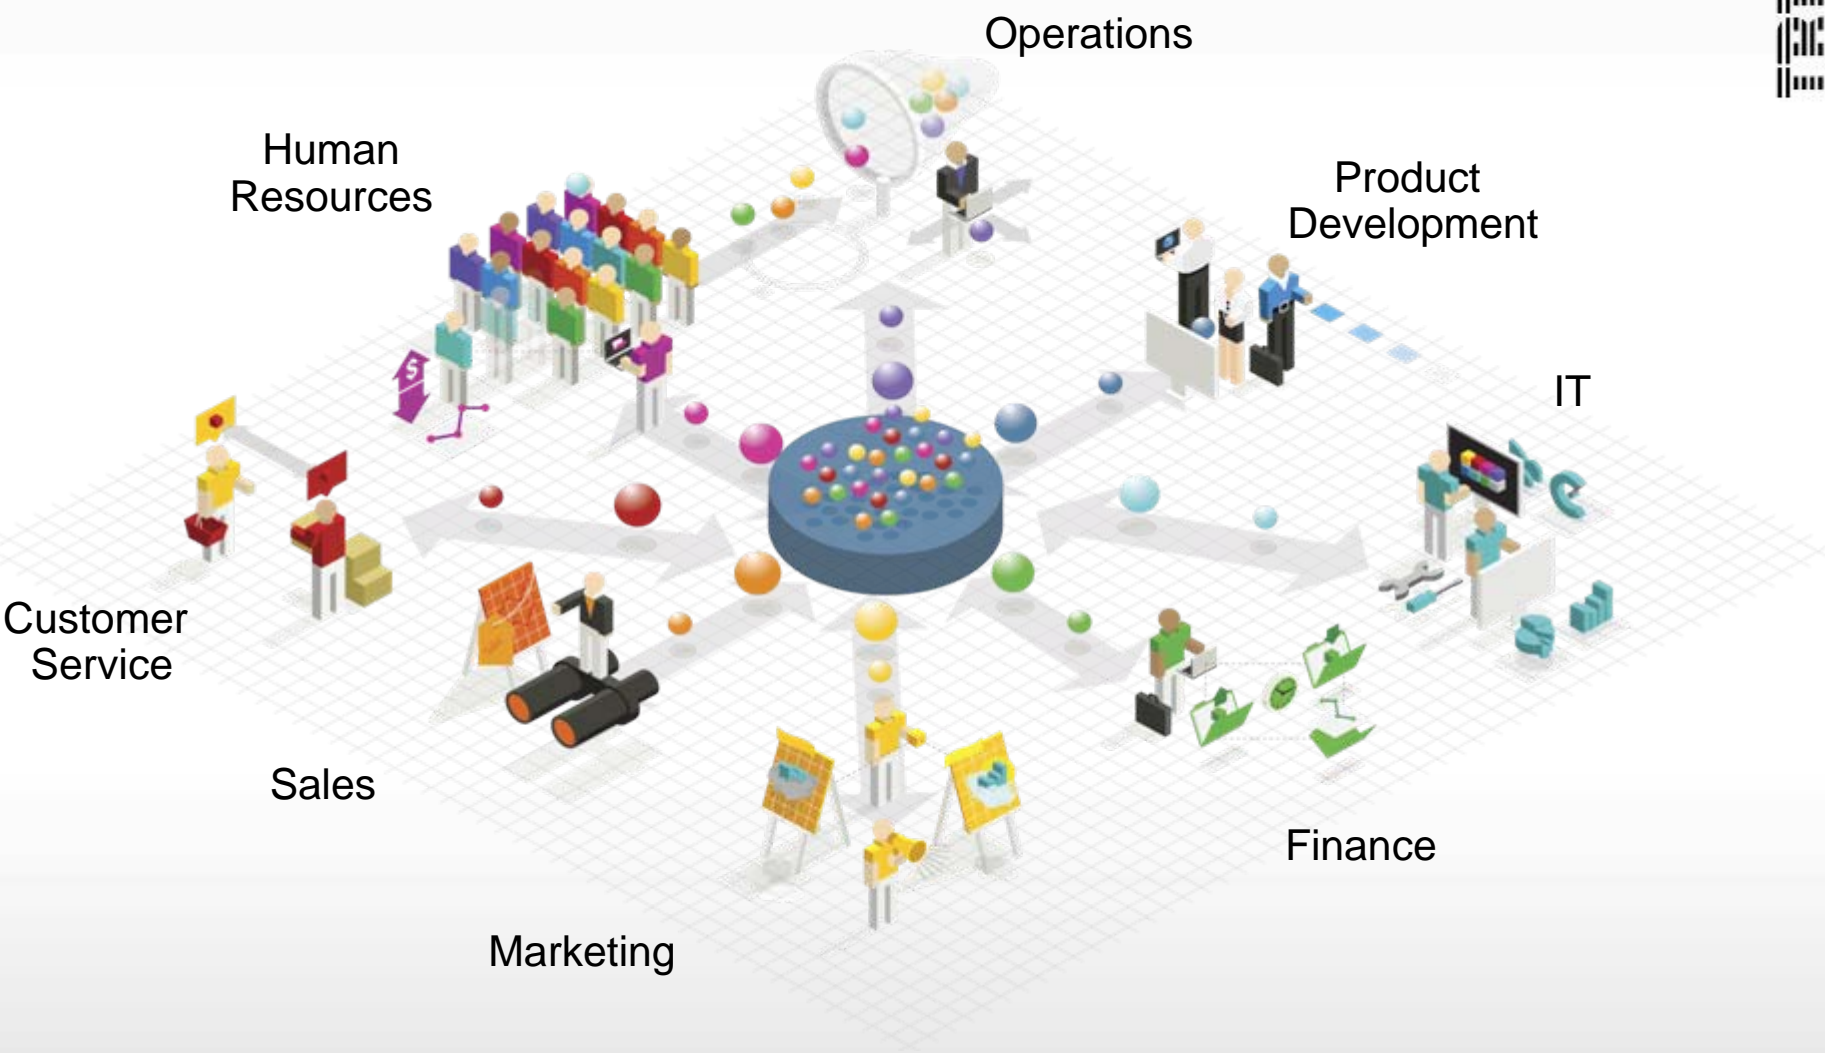 Operations
Human
Resources
Product
Development
IT
$
Customer
Service
Sales
Finance
Marketing